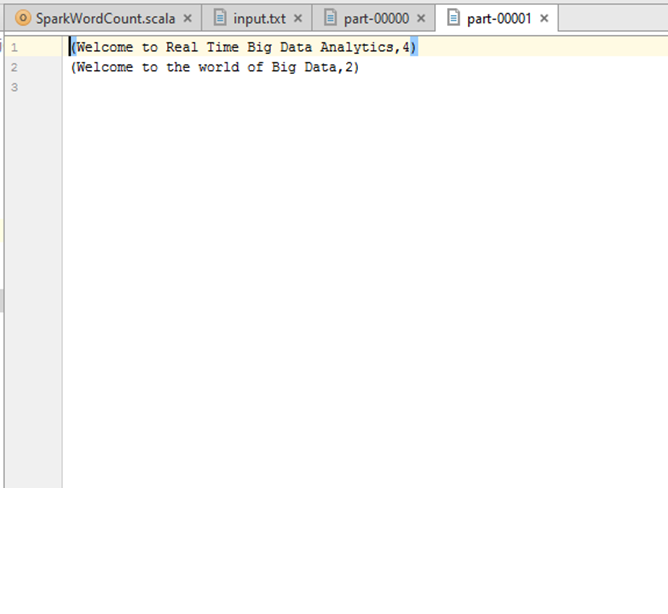 SparkWordCount.scala input.txt part-00000 part-00001
1 (Welcome to Real Time Big Data Analytics,4)
2 (Welcome to the world of Big Data,2)
3